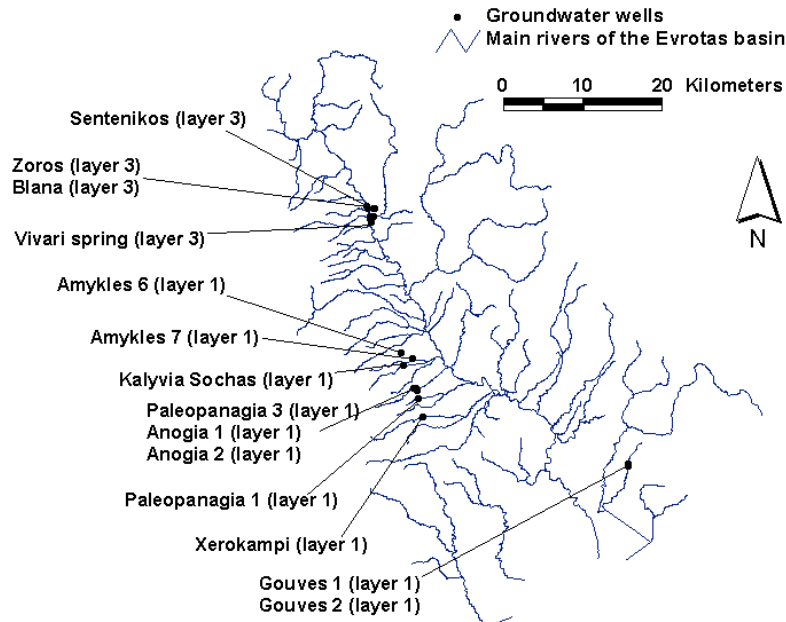 Groundwater wells
Main rivers of the Evrotas basin
0 10 20 Kilometers
Sentenikos (layer 3)
Zoros (layer 3)
Blana (layer 3)
Vivari spring (layer 3)
N
Amykles 6 (layer 1)
Amykles 7 (layer 1)
Kalyvia Sochas (layer 1)
Paleopanagia 3 (layer 1)
Anogia 1 (layer 1)
Anogia 2 (layer 1)
Paleopanagia 1 (layer 1)
Xerokampi (layer 1)
Gouves 1 (layer 1)
Gouves 2 (layer 1)